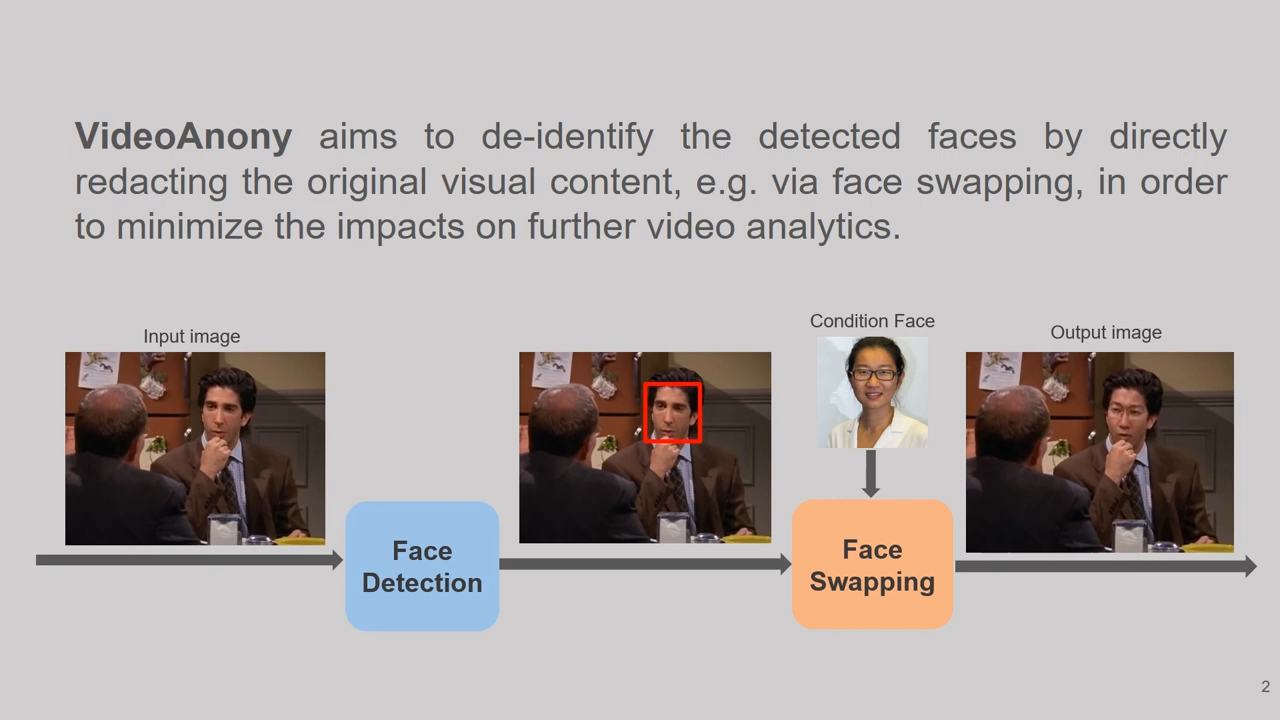 VideoAnony aims to de-identify the detected faces by directly
redacting the original visual content, e.g. via face swapping, in order
to minimize the impacts on further video analytics.
Input image
Condition Face
Output image
Face
Detection
Face
Swapping
2